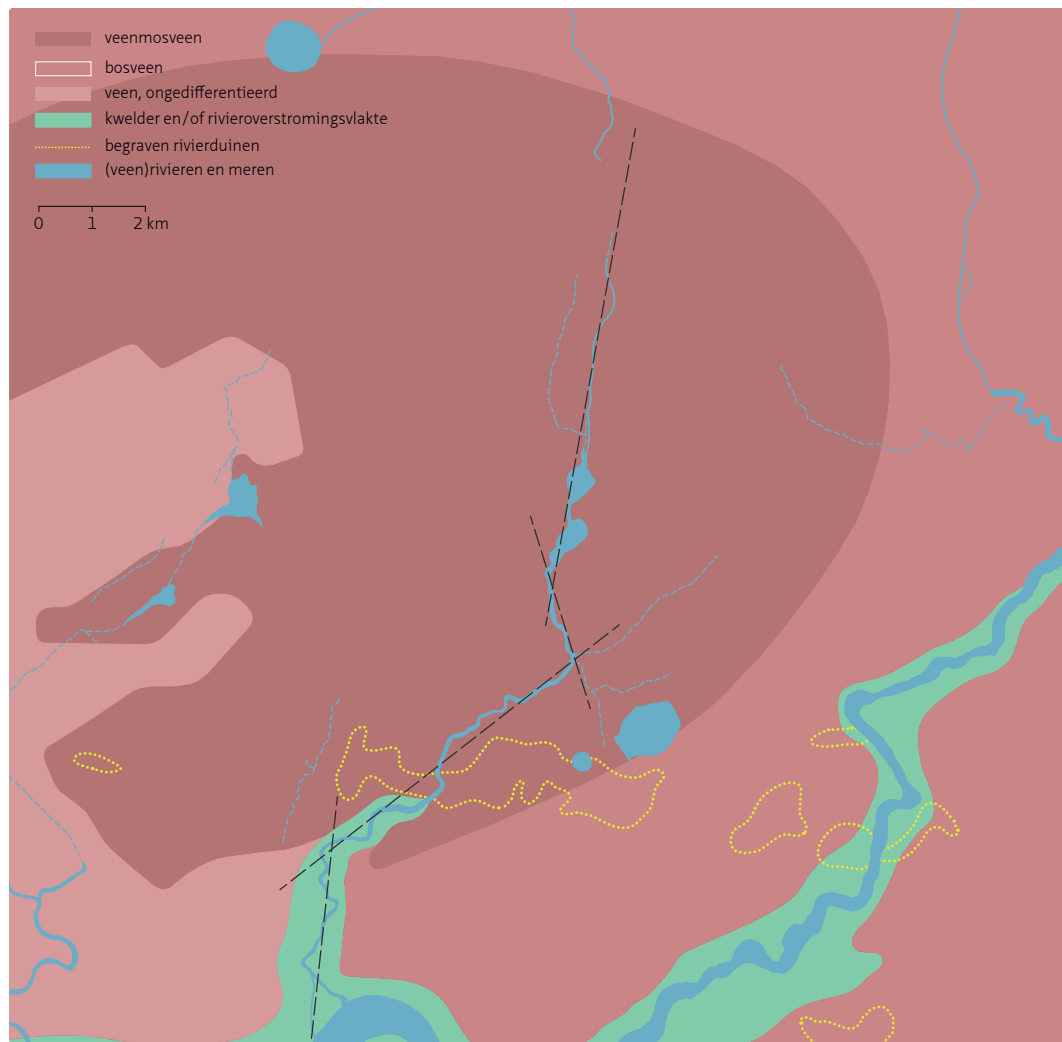 veenmosveen
bosveen
veen, ongedifferentieerd
kwelder en/of rivieroverstromingsvlakte
begraven rivierduinen
(veen)rivieren en meren
0 1 2 km